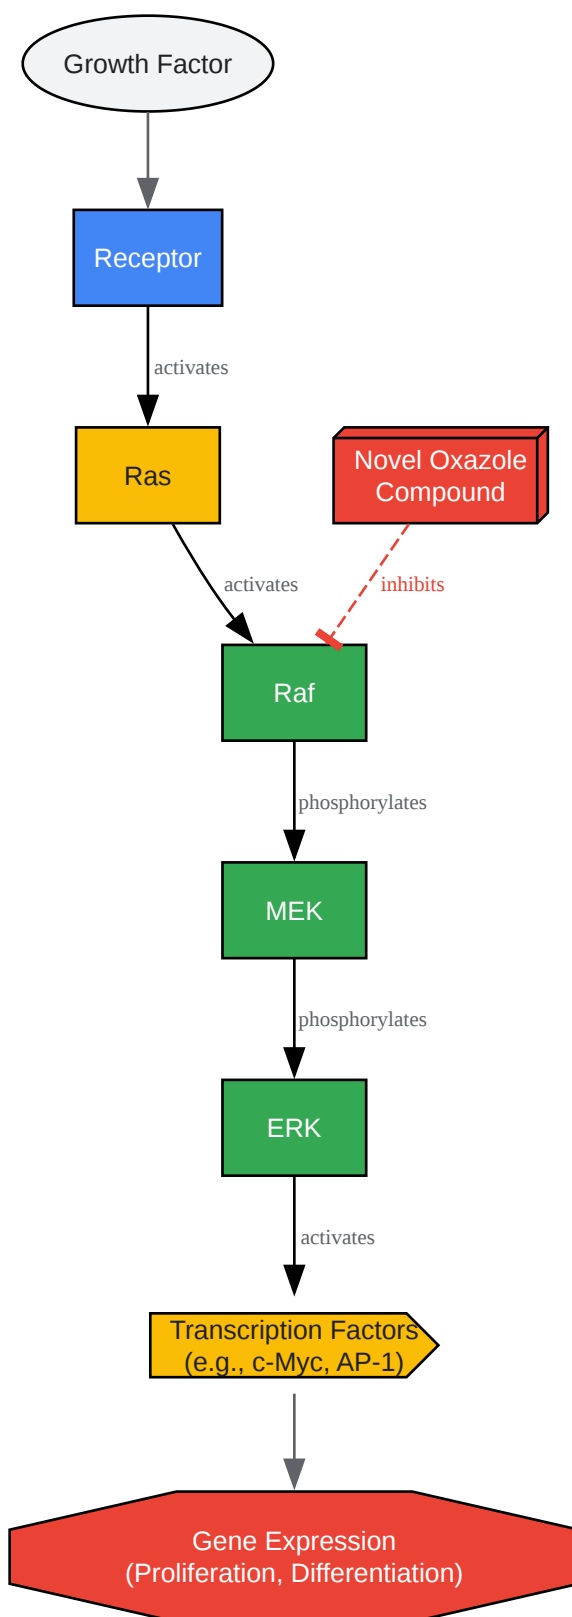 Growth Factor
Receptor
activates
Ras
Novel Oxazole
Compound
activates
inhibits
Raf
phosphorylates
MEK
phosphorylates
ERK
activates
Transcription Factors
(e.g., c-Myc, AP-1)
Gene Expression
(Proliferation, Differentiation)